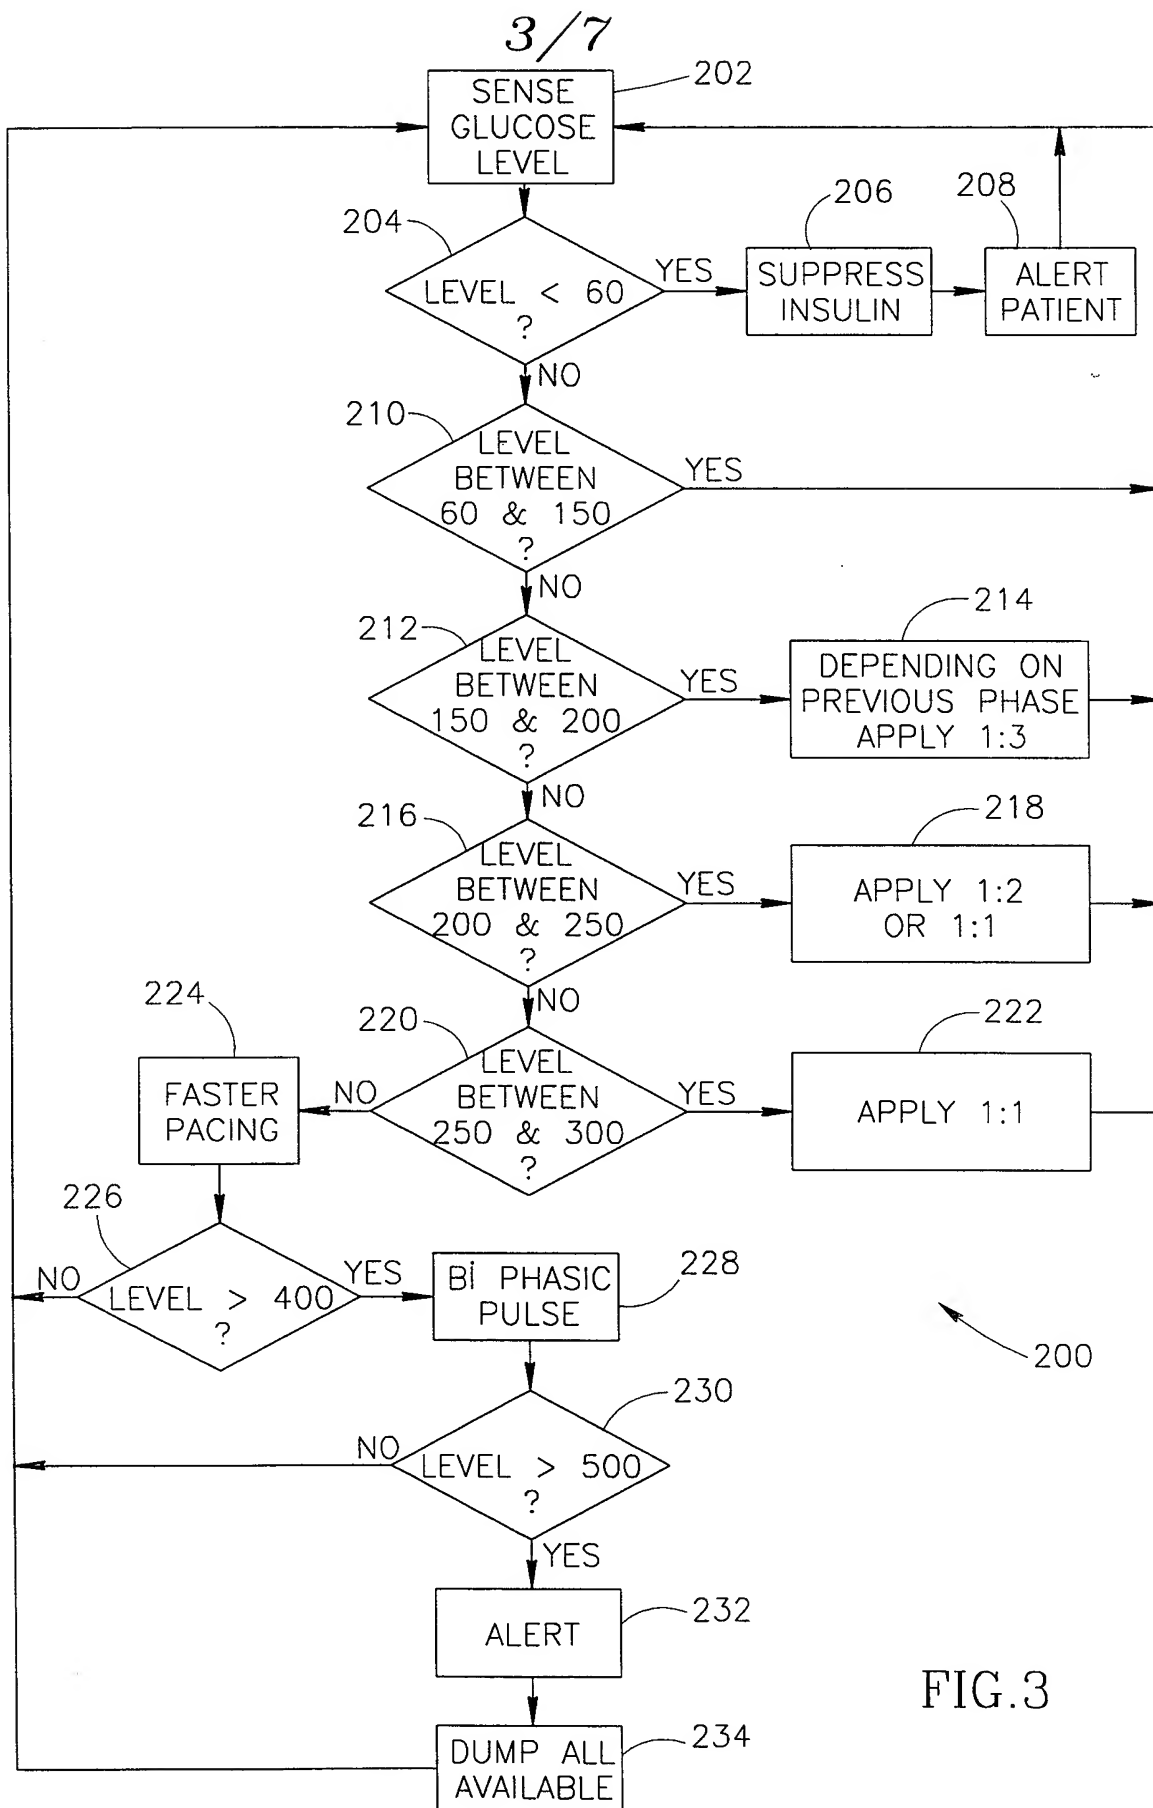 3/7
SENSE
GLUCOSE
LEVEL
202
204
LEVEL < 60
?
YES
206
SUPPRESS
INSULIN
208
ALERT
PATIENT
NO
210
LEVEL
BETWEEN
60 & 150
?
YES
NO
212
LEVEL
BETWEEN
150 & 200
?
YES
214
DEPENDING ON
PREVIOUS PHASE
APPLY 1:3
NO
216
LEVEL
BETWEEN
200 & 250
?
YES
218
APPLY 1:2
OR 1:1
NO
220
LEVEL
BETWEEN
250 & 300
?
YES
222
APPLY 1:1
NO
224
FASTER
PACING
226
LEVEL > 400
?
NO
YES
BI PHASIC
PULSE
228
200
230
LEVEL > 500
?
NO
YES
ALERT
232
DUMP ALL
AVAILABLE
234
FIG.3